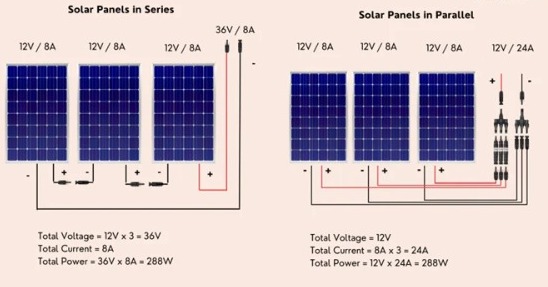 Solar Panels in Series
36V / 8A
12V / 8A
12V / 8A
12V / 8A
+
-
-
+
-
+
-
+
Total Voltage = 12V x 3 = 36V
Total Current = 8A
Total Power = 36V x 8A = 288W
Solar Panels in Parallel
12V / 8A
12V / 8A
12V / 8A
12V / 24A
+
-
-
+
-
+
-
+
Total Voltage = 12V
Total Current = 8A x 3 = 24A
Total Power = 12V x 24A = 288W